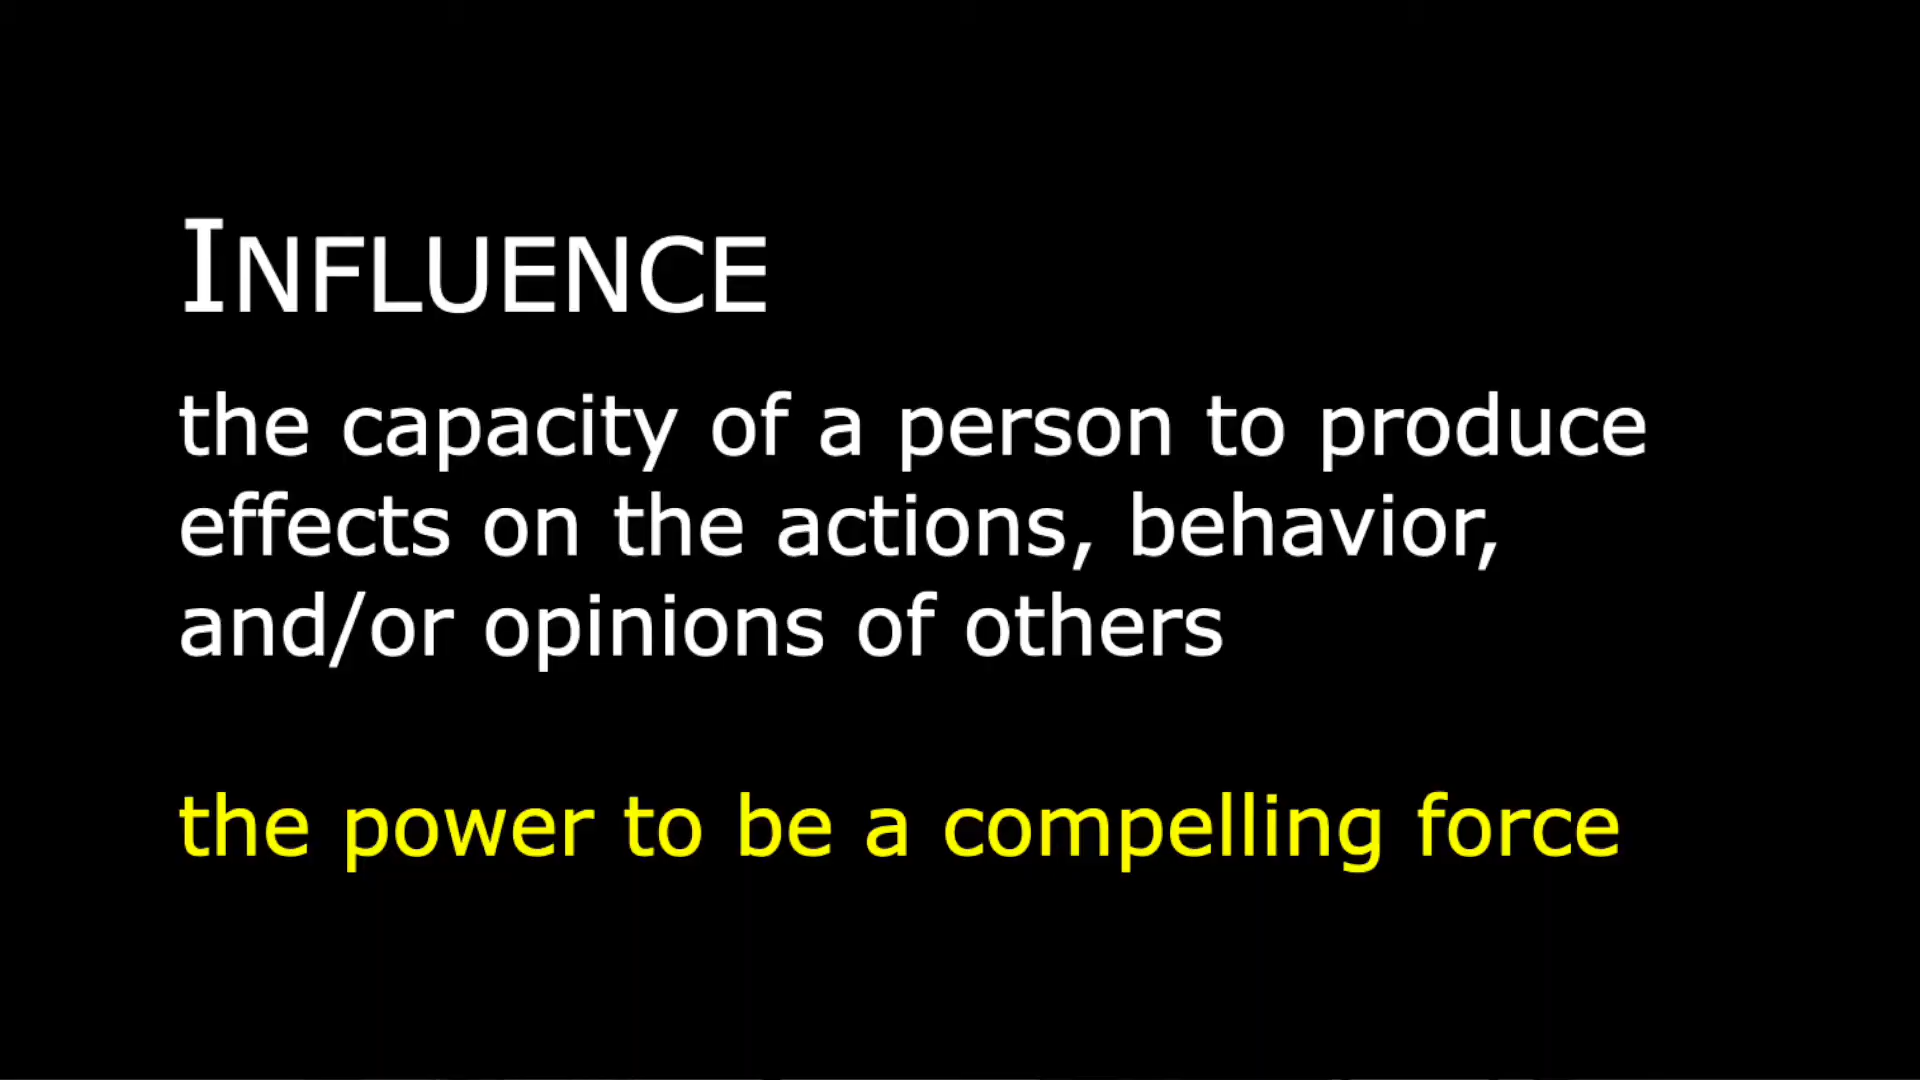 INFLUENCE
the capacity of a person to produce
effects on the actions, behavior,
and/or opinions of others
the power to be a compelling force